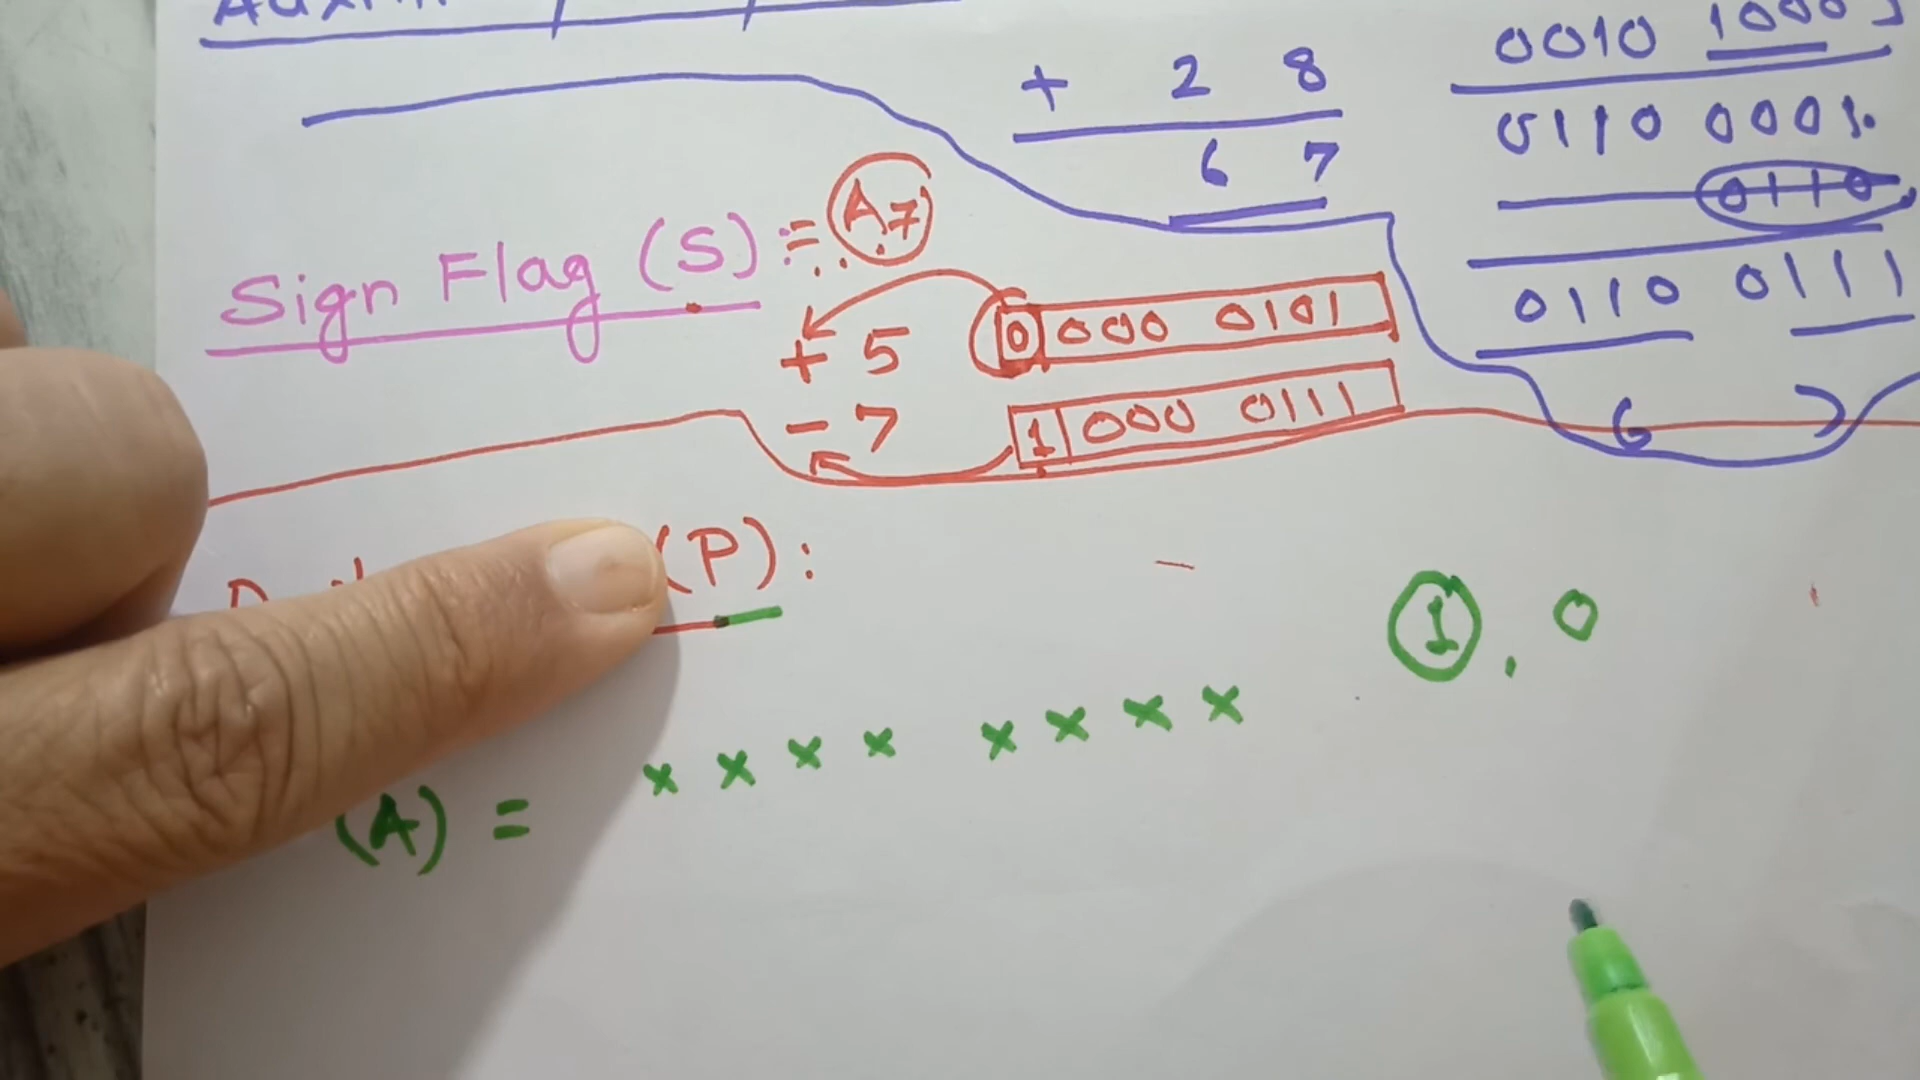 + 2 8
6 7
0010 1000
0110 0001
0110
0110 0111
6 7
Sign Flag (S) := A7
+ 5 0 000 0101
- 7 1 000 0111
(P) :
1, 0
(A) = x x x x x x x x